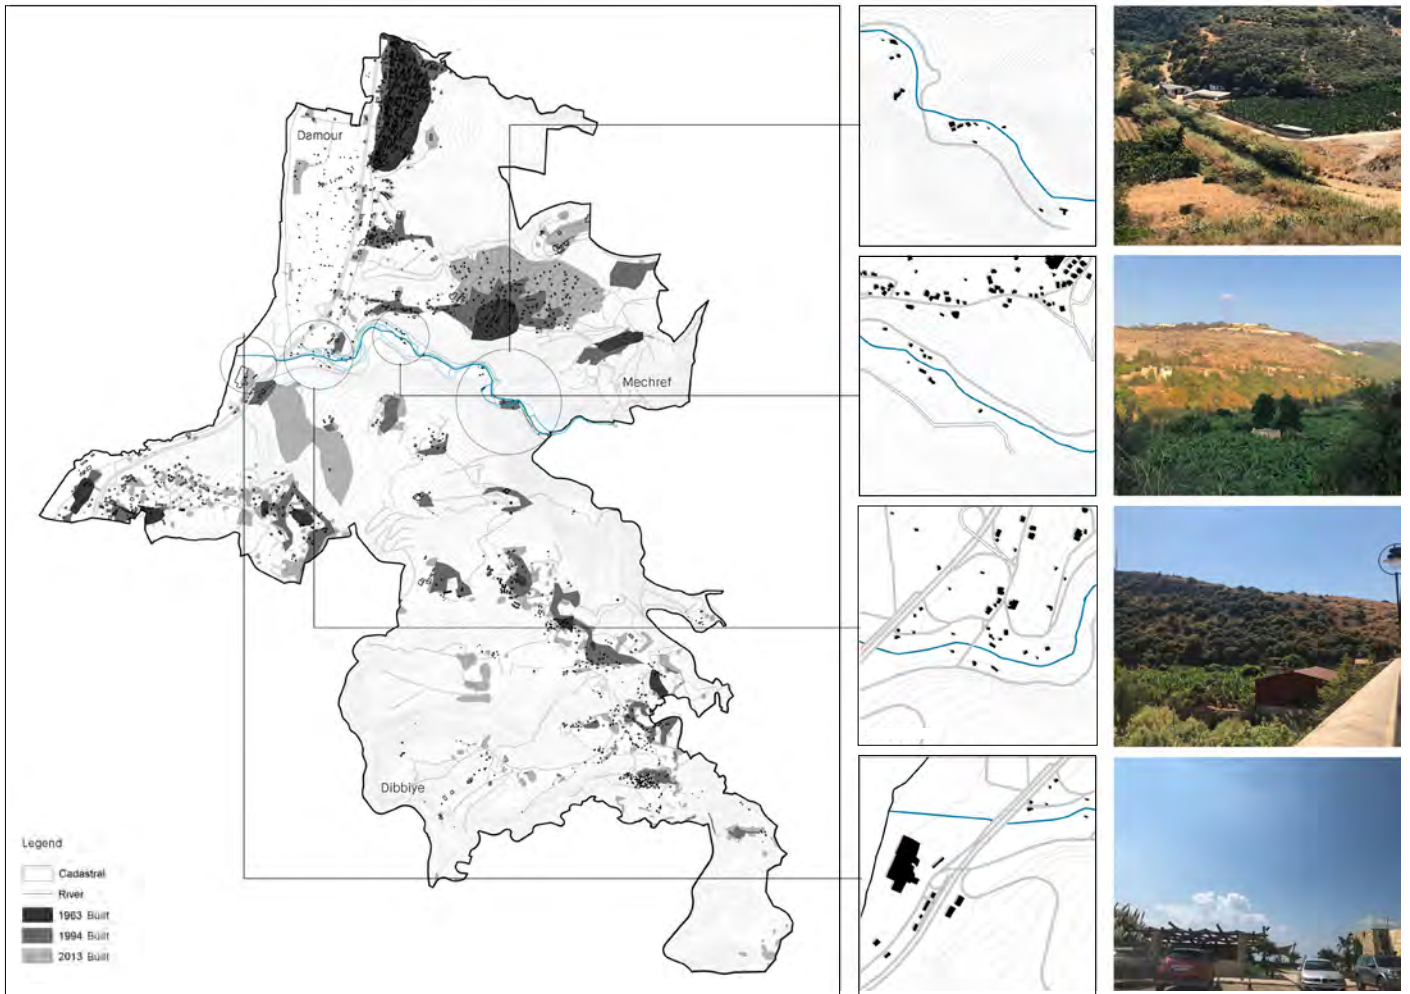 Damour
Mechref
Dibbiye
Legend
Cadastral
River
1963 Built
1994 Built
2013 Built